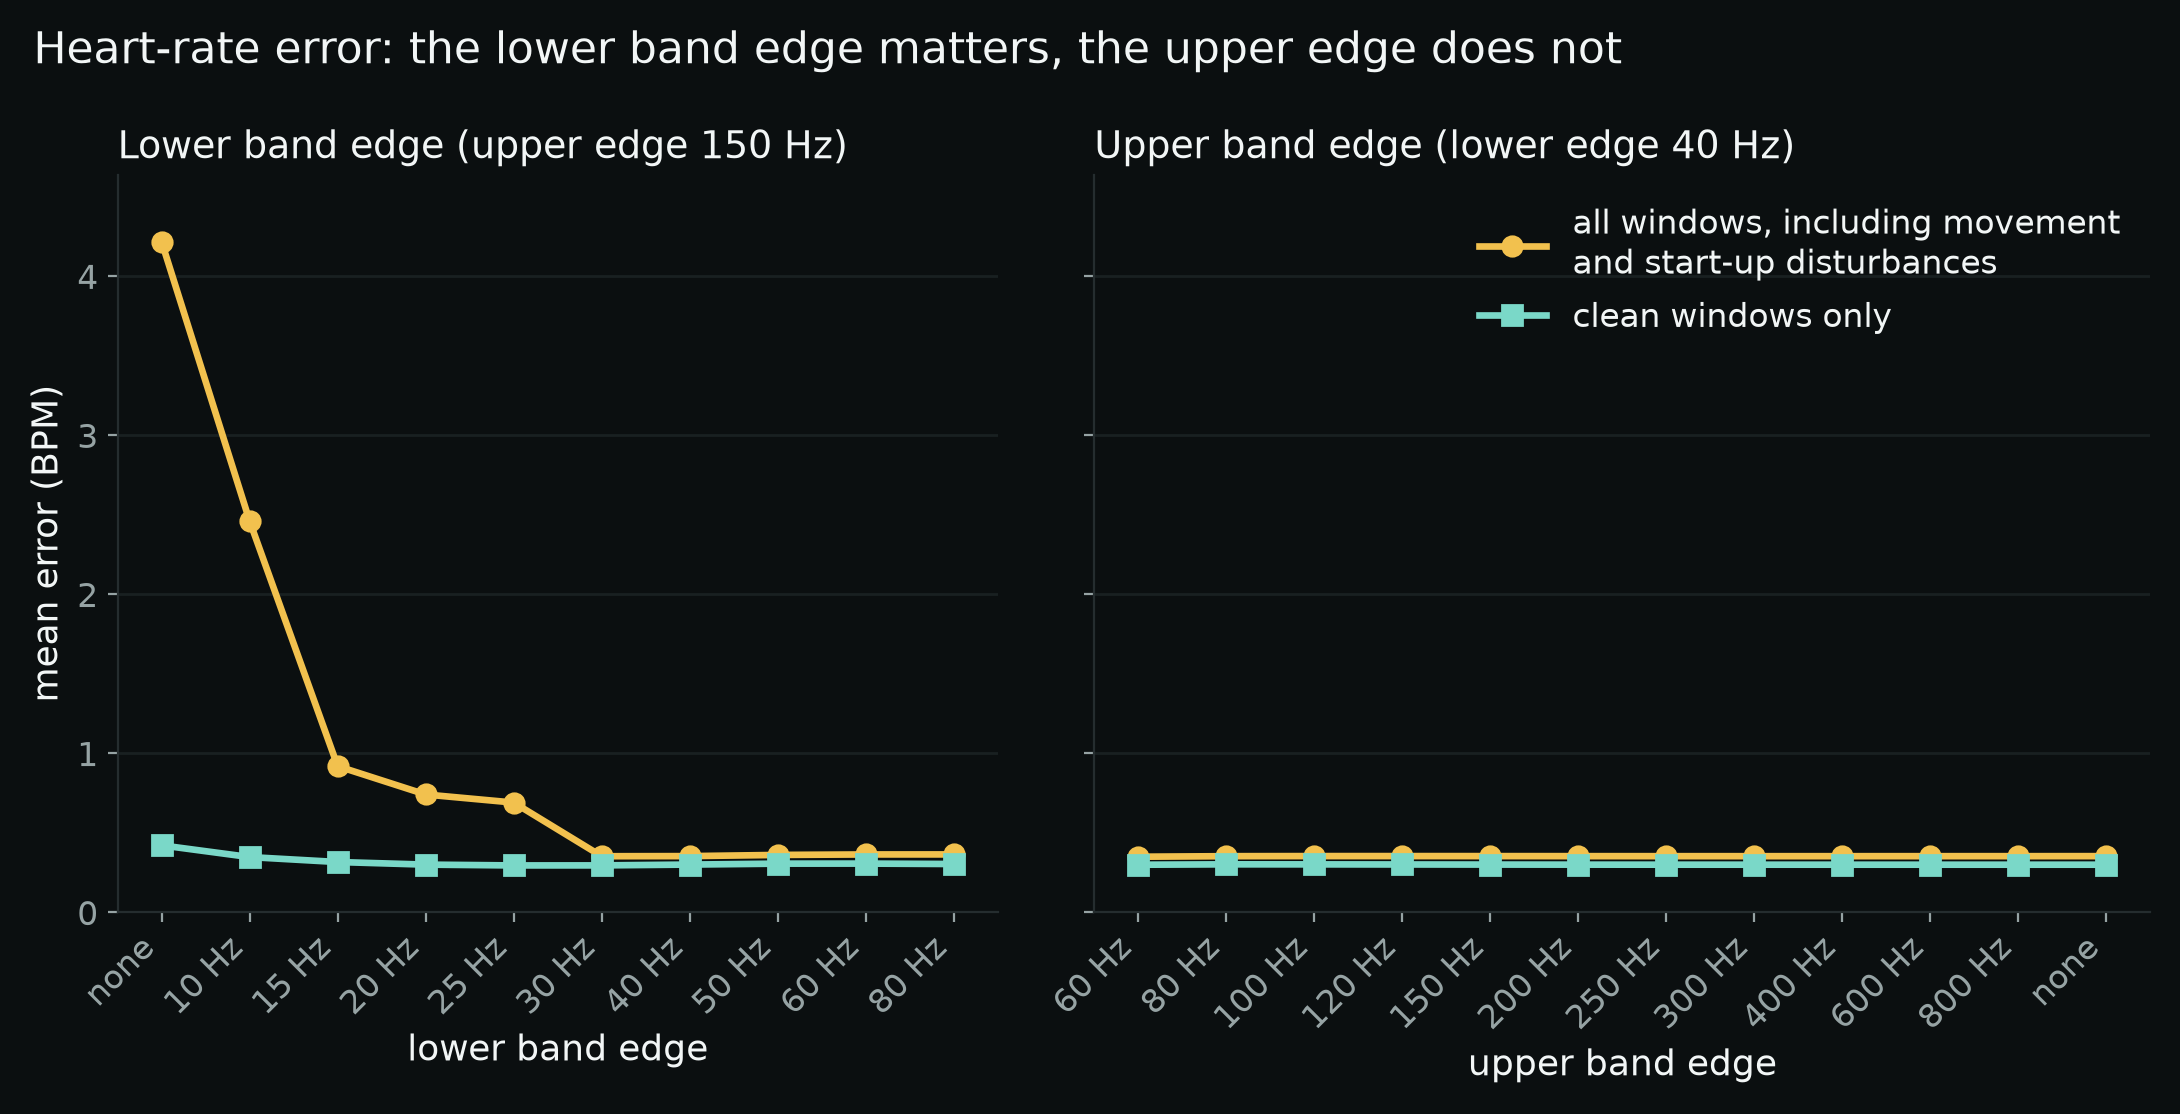 Heart-rate error: the lower band edge matters, the upper edge does not
Lower band edge (upper edge 150 Hz)
mean error (BPM)
4
3
2
1
0
none
10 Hz
15 Hz
20 Hz
25 Hz
30 Hz
40 Hz
50 Hz
60 Hz
80 Hz
lower band edge
Upper band edge (lower edge 40 Hz)
all windows, including movement
and start-up disturbances
clean windows only
60 Hz
80 Hz
100 Hz
120 Hz
150 Hz
200 Hz
250 Hz
300 Hz
400 Hz
600 Hz
800 Hz
none
upper band edge